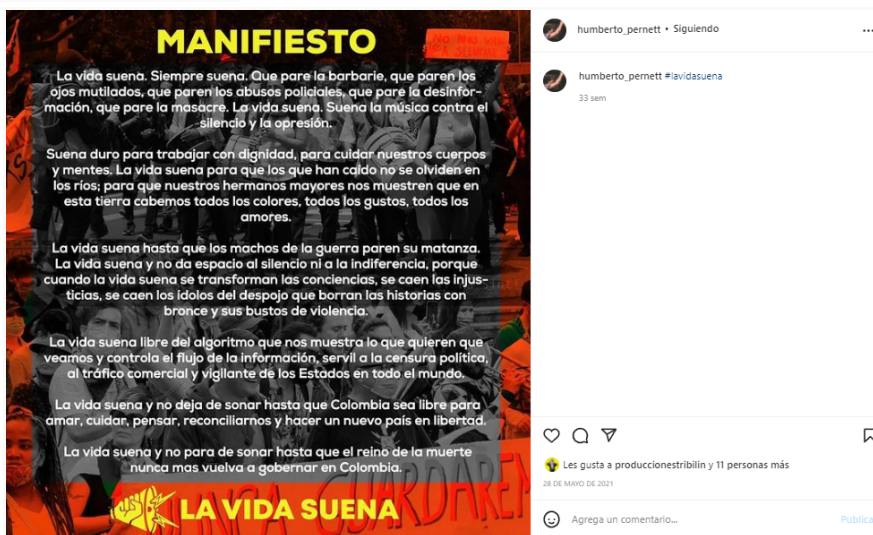 MANIFIESTO
La vida suena. Siempre suena. Que pare la barbarie, que paren los
ojos mutilados, que paren los abusos policiales, que pare la desinfor-
mación, que pare la masacre. La vida suena. Suena la música contra el
silencio y la opresión.
Suena duro para trabajar con dignidad, para cuidar nuestros cuerpos
y mentes. La vida suena para que los que han caído no se olviden en
los ríos; para que nuestros hermanos mayores nos muestren que en
esta tierra cabemos todos los colores, todos los gustos, todos los
amores.
La vida suena hasta que los machos de la guerra paren su matanza.
La vida suena y no da espacio al silencio ni a la indiferencia, porque
cuando la vida suena se transforman las conciencias, se caen las injus-
ticias, se caen los idolos del despojo que borran las historias con
bronce y sus bustos de violencia.
La vida suena libre del algoritmo que nos muestra lo que quieren que
veamos y controla el flujo de la información, servil a la censura política,
al tráfico comercial y vigilante de los Estados en todo el mundo.
La vida suena y no deja de sonar hasta que Colombia sea libre para
amar, cuidar, pensar, reconciliarnos y hacer un nuevo país en libertad.
La vida suena y no para de sonar hasta que el reino de la muerte
nunca mas vuelva a gobernar en Colombia.
LA VIDA SUENA
humberto_pernett • Siguiendo
humberto_pernett #lavidasuena
33 sem
Les gusta a produccionestribilin y 11 personas más
28 DE MAYO DE 2021
Agrega un comentario...
Publica